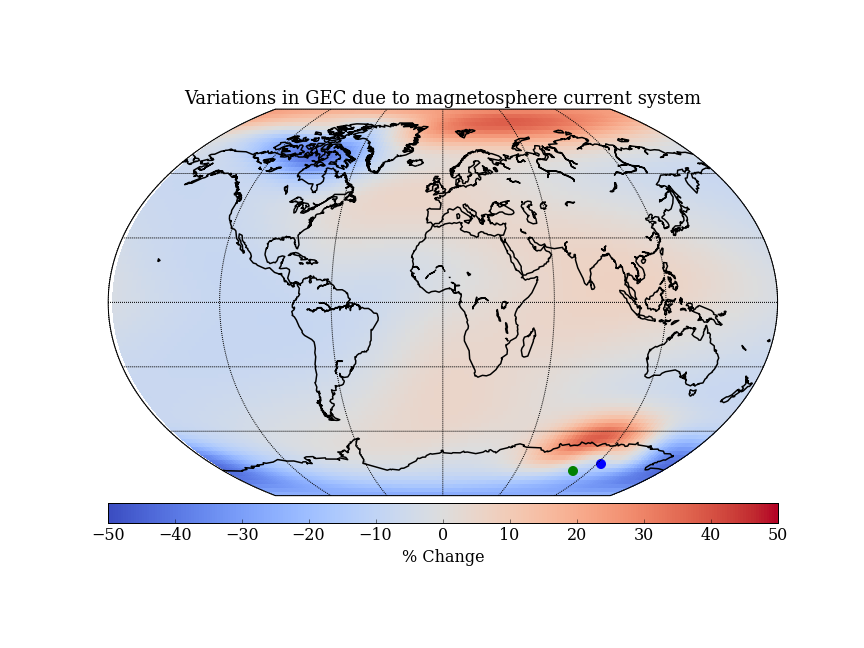 Variations in GEC due to magnetosphere current system
−50 −40 −30 −20 −10 0 10 20 30 40 50
% Change